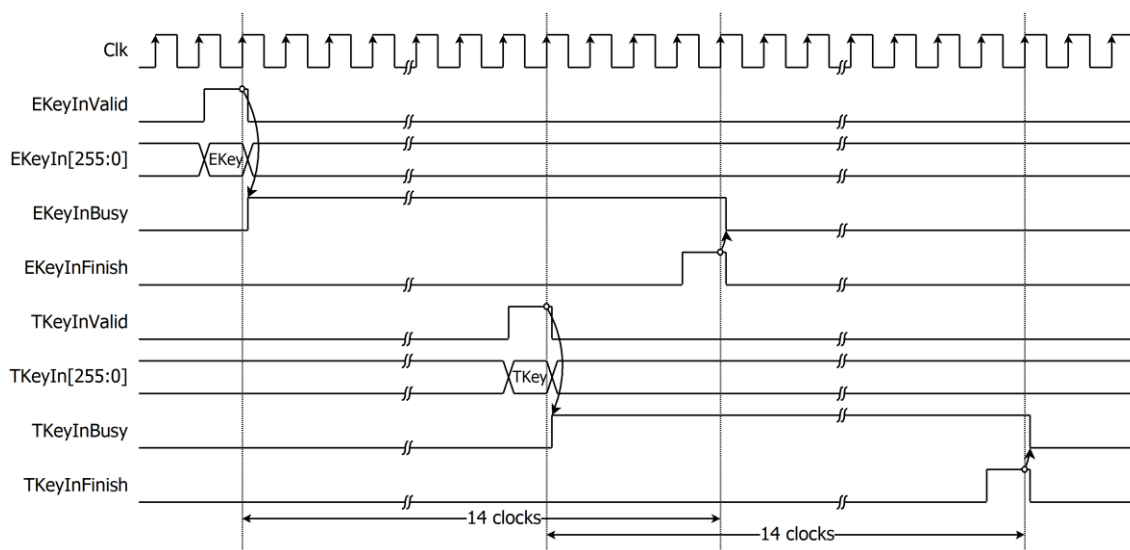 Clk
EKeyInValid
EKeyIn[255:0]
EKey
EKeyInBusy
EKeyInFinish
TKeyInValid
TKeyIn[255:0]
TKey
TKeyInBusy
TKeyInFinish
14 clocks
14 clocks